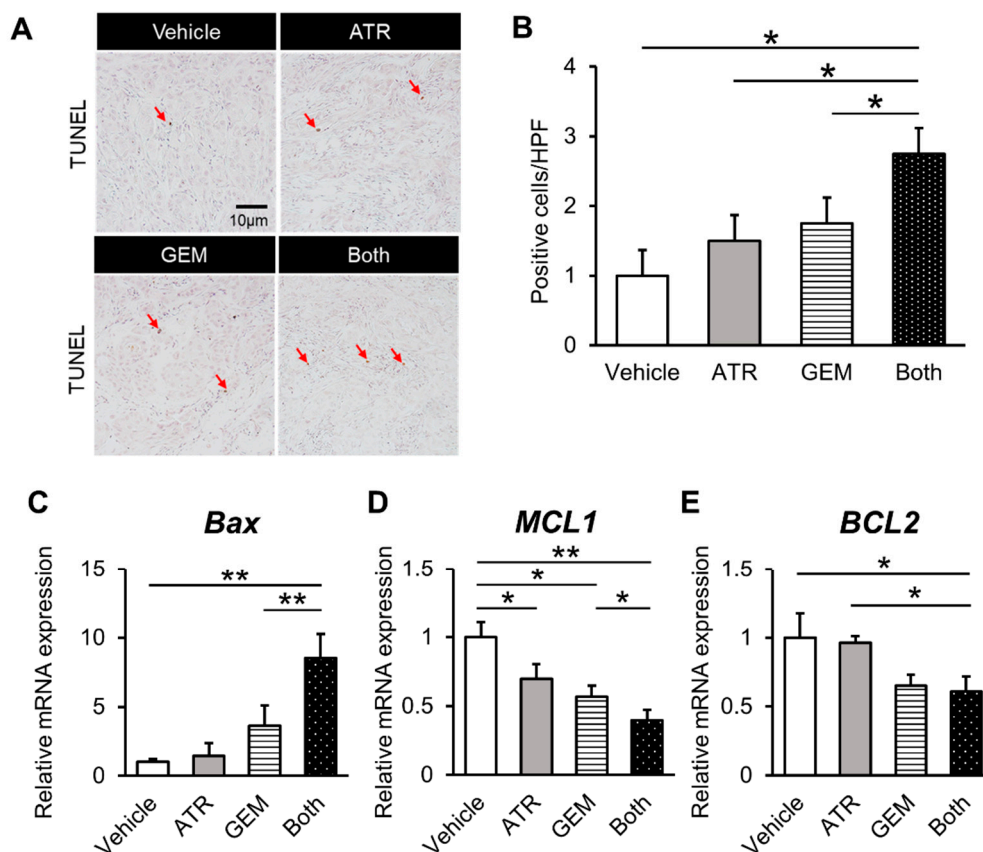 A
Vehicle ATR
TUNEL
10μm
GEM Both
TUNEL
B
* 
*
*
Positive cells/HPF
4
3
2
1
0
Vehicle ATR GEM Both
C
Bax
Relative mRNA expression
15
10
5
0
**
**
Vehicle ATR GEM Both
D
MCL1
Relative mRNA expression
1.5
1
0.5
0
**
*
* *
Vehicle ATR GEM Both
E
BCL2
Relative mRNA expression
1.5
1
0.5
0
*
*
Vehicle ATR GEM Both